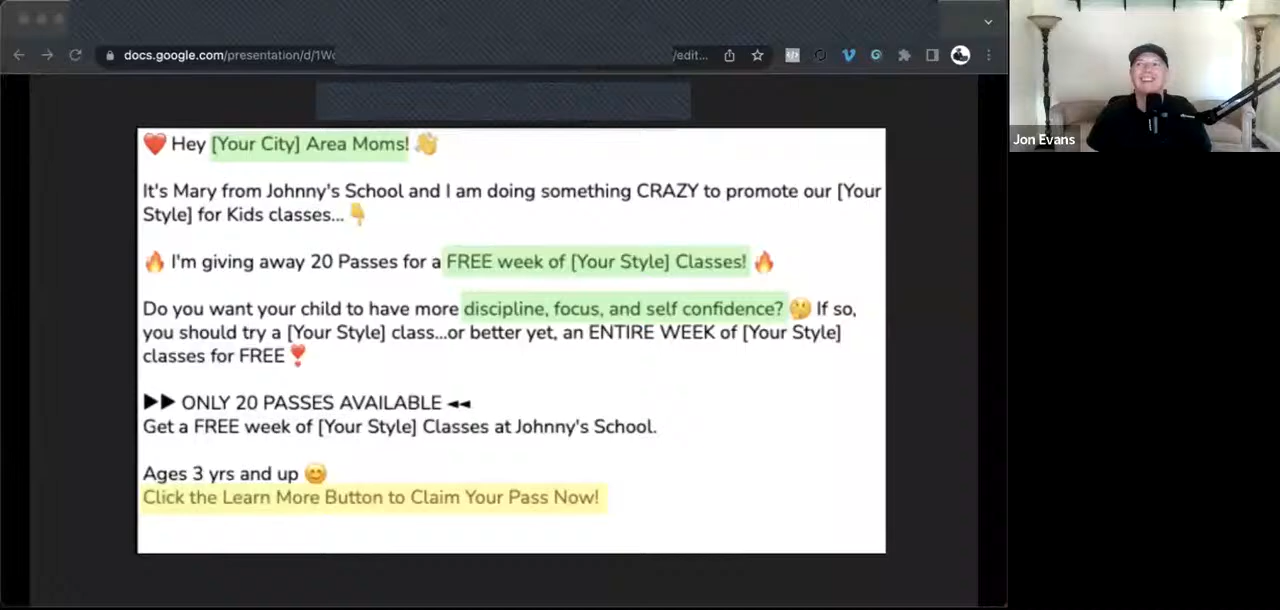 docs.google.com/presentation/d/1W
/edit...
Jon Evans
❤️ Hey [Your City] Area Moms! 👋
It's Mary from Johnny's School and I am doing something CRAZY to promote our [Your
Style] for Kids classes... 👇
🔥 I'm giving away 20 Passes for a FREE week of [Your Style] Classes! 🔥
Do you want your child to have more discipline, focus, and self confidence? 🤔 If so,
you should try a [Your Style] class...or better yet, an ENTIRE WEEK of [Your Style]
classes for FREE ❣️
▶▶ ONLY 20 PASSES AVAILABLE ◄◄
Get a FREE week of [Your Style] Classes at Johnny's School.
Ages 3 yrs and up 😊
Click the Learn More Button to Claim Your Pass Now!